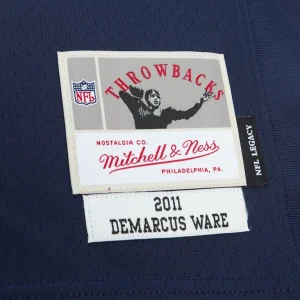 THROWBACKS
NFL
NOSTALGIA CO.
Mitchell & Ness
PHILADELPHIA, PA.
NFL LEGACY
2011
DEMARCUS WARE